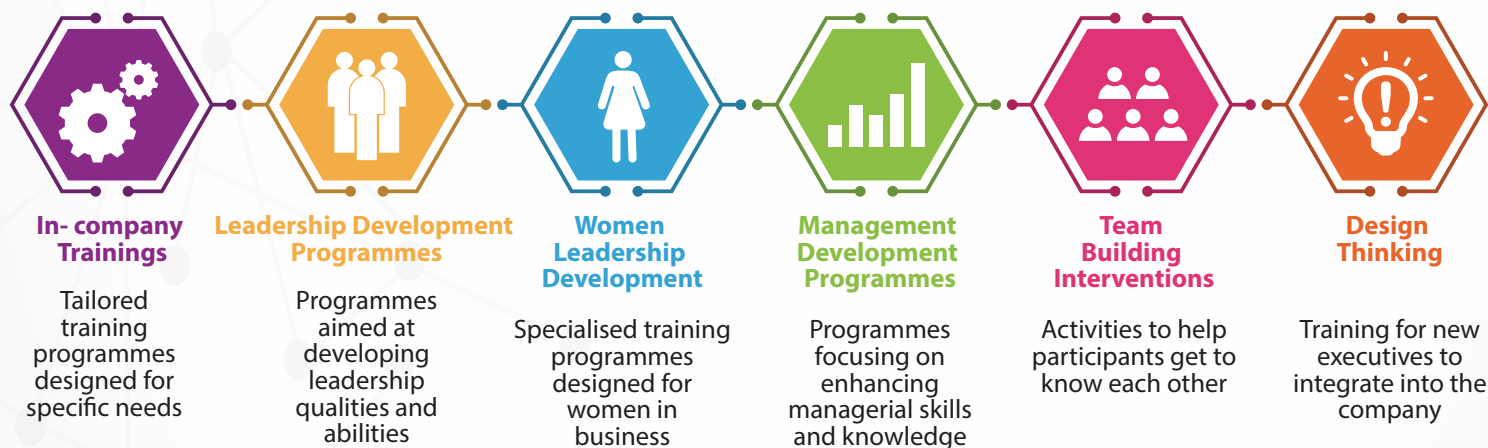 In- company
Trainings
Tailored
training
programmes
designed for
specific needs
Leadership Development
Programmes
Programmes
aimed at
developing
leadership
qualities and
abilities
Women
Leadership
Development
Specialised training
programmes
designed for
women in
business
Management
Development
Programmes
Programmes
focusing on
enhancing
managerial skills
and knowledge
Team
Building
Interventions
Activities to help
participants get to
know each other
Design
Thinking
Training for new
executives to
integrate into the
company